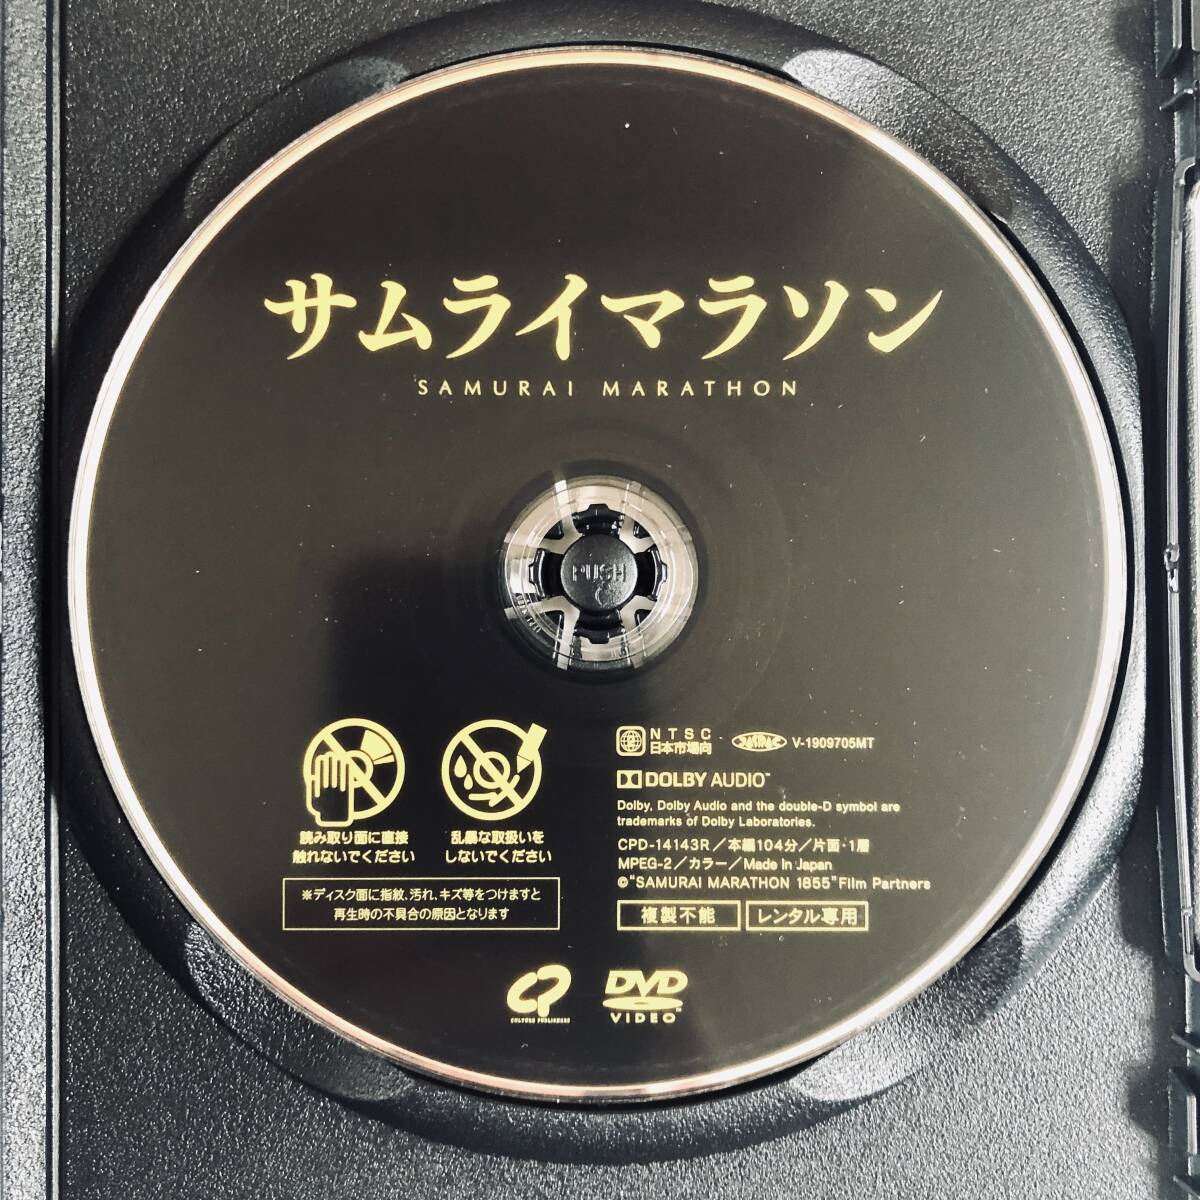 サムライマラソン
SAMURAI MARATHON
PUSH
読み取り面に直接
触れないでください
乱暴な取扱いを
しないでください
※ディスク面に指紋、汚れ、キズ等をつけますと
再生時の不具合の原因となります
NTSC
日本市場向
V-1909705MT
DOLBY AUDIO™
Dolby, Dolby Audio and the double-D symbol are
trademarks of Dolby Laboratories.
CPD-14143R／本編104分／片面・1層
MPEG-2／カラー／Made in Japan
©"SAMURAI MARATHON 1855"Film Partners
複製不能
レンタル専用
CP
CULTURE PUBLISHERS
DVD
VIDEO™